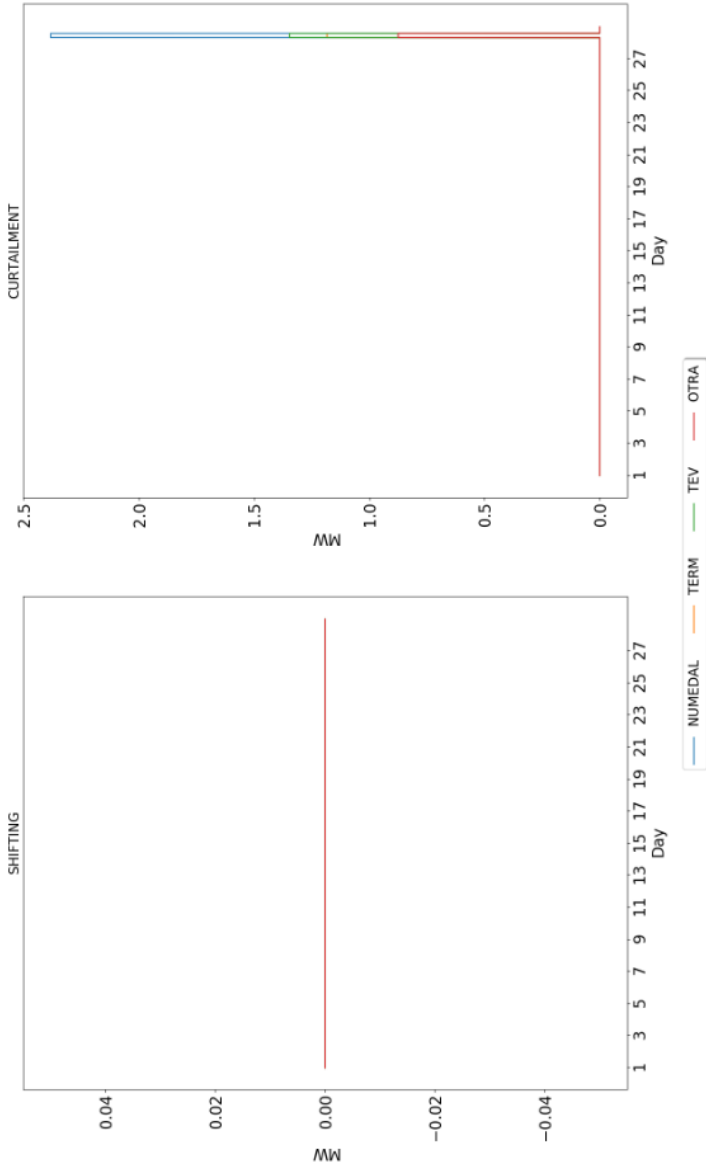 SHIFTING
0.04
0.02
0.00
−0.02
−0.04
MW
1 3 5 7 9 11 13 15 17 19 21 23 25 27
Day
CURTAILMENT
2.5
2.0
1.5
1.0
0.5
0.0
MW
1 3 5 7 9 11 13 15 17 19 21 23 25 27
Day
NUMEDAL TERM TEV OTRA